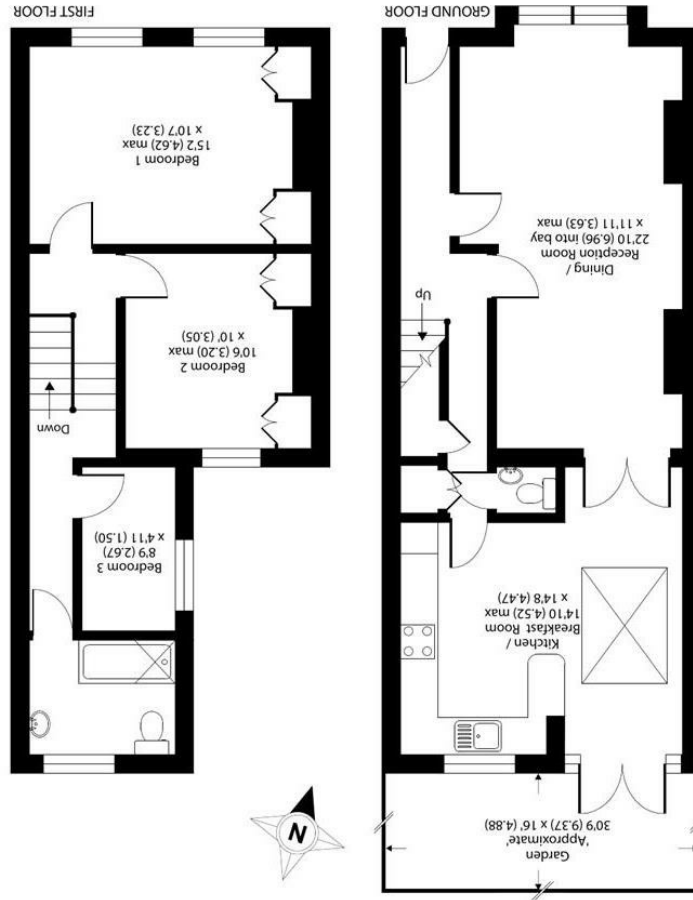 Garden
'Approximate'
30'9 (9.37) x 16' (4.88)
N
Kitchen /
Breakfast Room
14'10 (4.52) max
x 14'8 (4.47)
Up
Dining /
Reception Room
22'10 (6.96) into bay
x 11'11 (3.63) max
GROUND FLOOR
Bedroom 3
8'9 (2.67)
x 4'11 (1.50)
Down
Bedroom 2
10'6 (3.20) max
x 10' (3.05)
Bedroom 1
15'2 (4.62) max
x 10'7 (3.23)
FIRST FLOOR